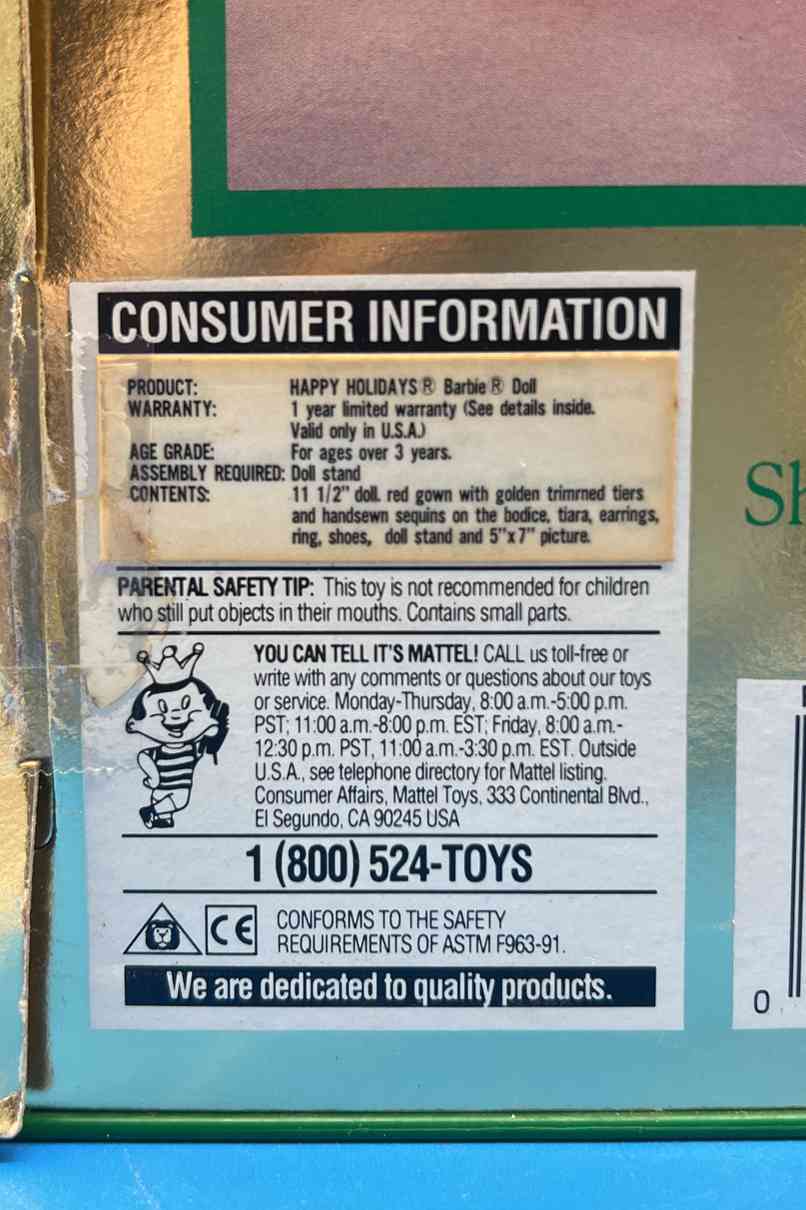 CONSUMER INFORMATION
PRODUCT: HAPPY HOLIDAYS® Barbie® Doll
WARRANTY: 1 year limited warranty (See details inside.
Valid only in U.S.A.)
AGE GRADE: For ages over 3 years.
ASSEMBLY REQUIRED: Doll stand
CONTENTS: 11 1/2" doll. red gown with golden trimrned tiers
and handsewn sequins on the bodice, tiara, earrings,
ring, shoes, doll stand and 5"x7" picture.
PARENTAL SAFETY TIP: This toy is not recommended for children
who still put objects in their mouths. Contains small parts.
YOU CAN TELL IT'S MATTEL! CALL us toll-free or
write with any comments or questions about our toys
or service. Monday-Thursday, 8:00 a.m.-5:00 p.m.
PST; 11:00 a.m.-8:00 p.m. EST; Friday, 8:00 a.m.-
12:30 p.m. PST, 11:00 a.m.-3:30 p.m. EST. Outside
U.S.A., see telephone directory for Mattel listing.
Consumer Affairs, Mattel Toys, 333 Continental Blvd.,
El Segundo, CA 90245 USA
1 (800) 524-TOYS
CE CONFORMS TO THE SAFETY
REQUIREMENTS OF ASTM F963-91.
We are dedicated to quality products.
Sh
0